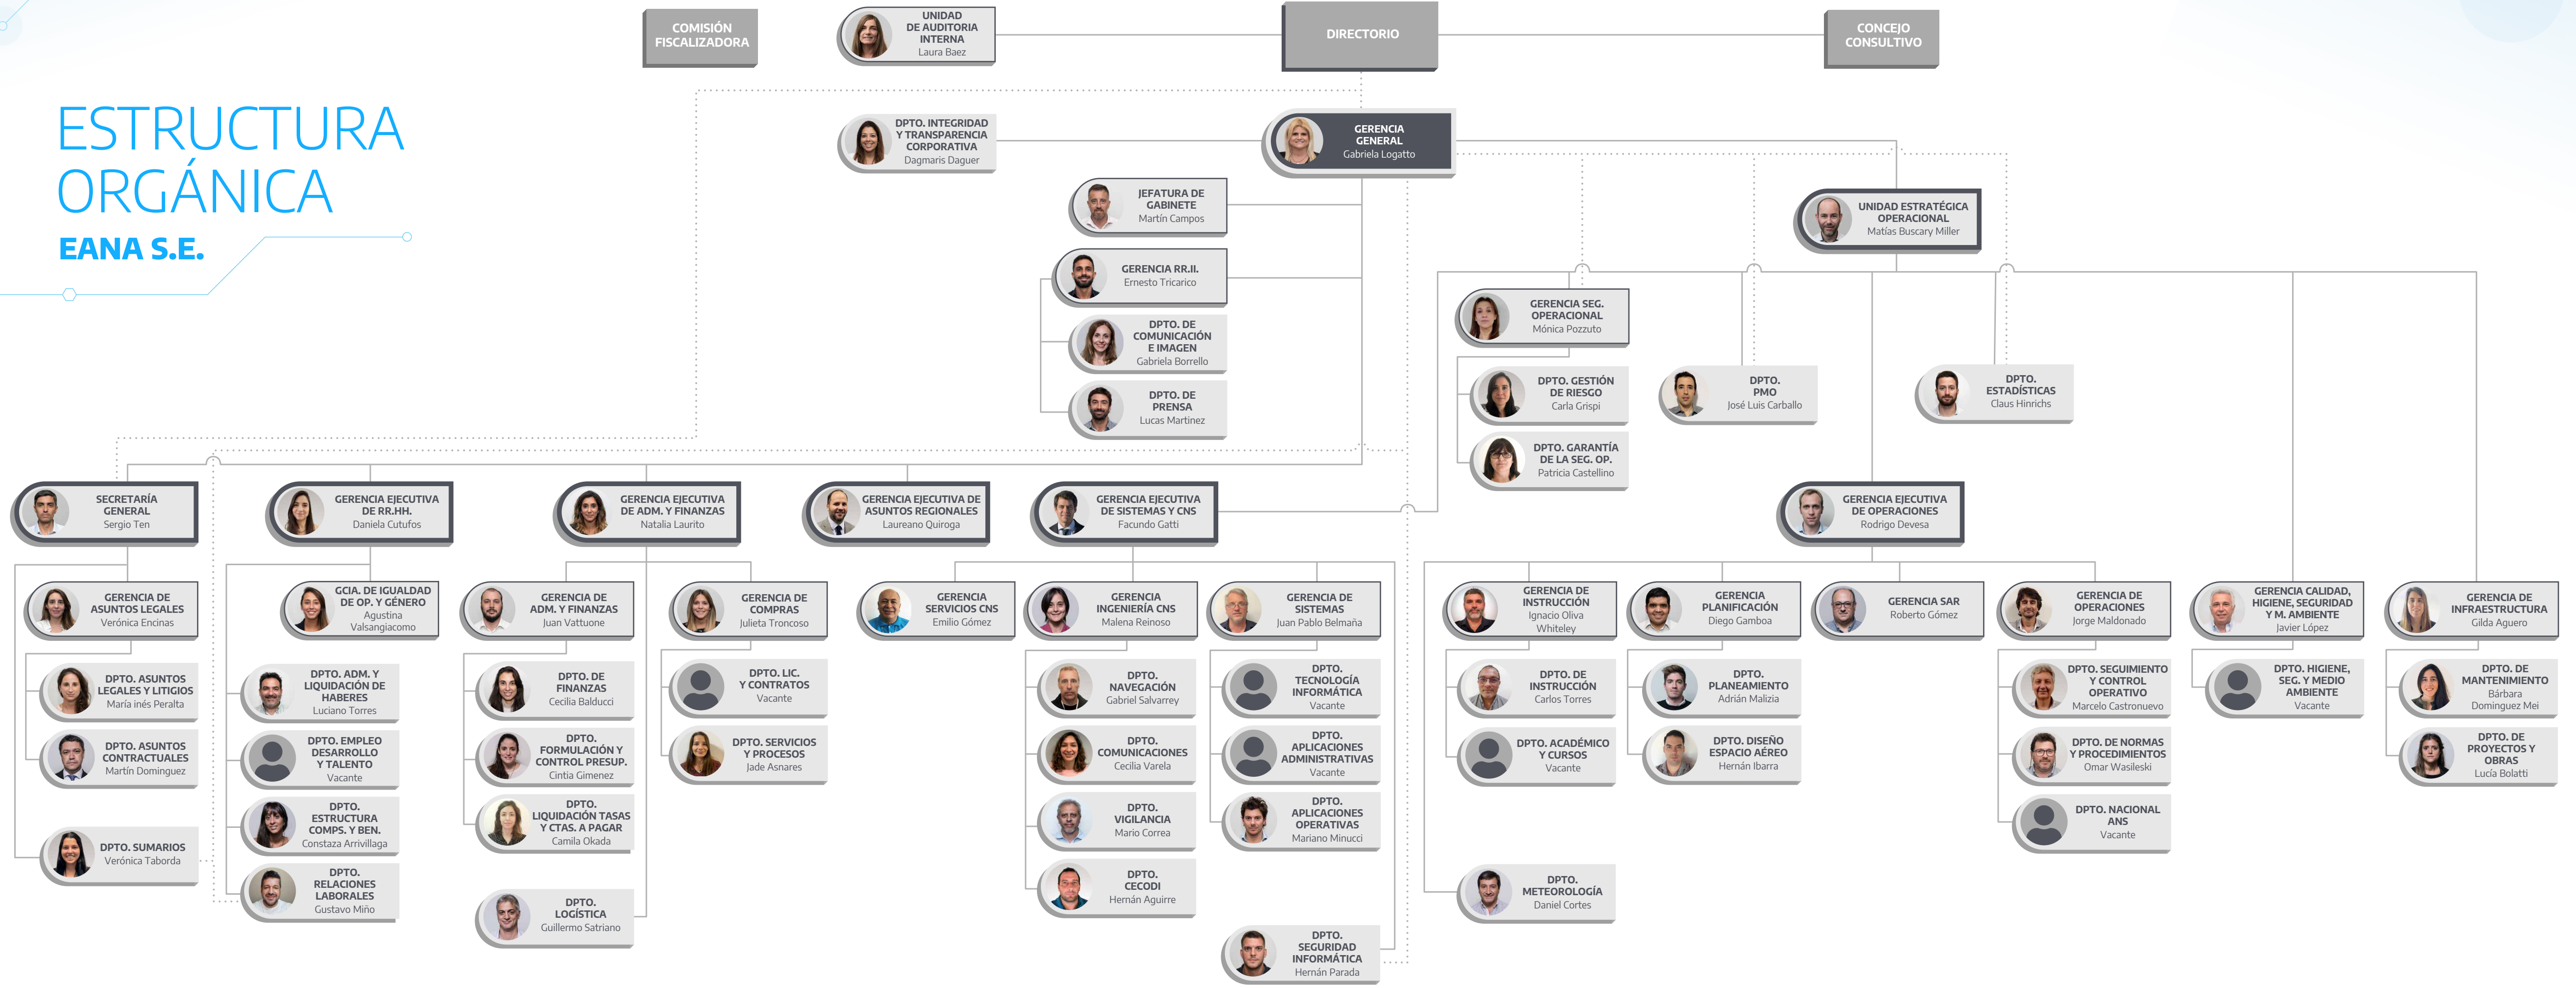 COMISIÓN
FISCALIZADORA
UNIDAD
DE AUDITORIA
INTERNA
Laura Baez
DIRECTORIO
CONCEJO
CONSULTIVO
ESTRUCTURA
ORGÁNICA
EANA S.E.
DPTO. INTEGRIDAD
Y TRANSPARENCIA
CORPORATIVA
Dagmaris Daguer
GERENCIA
GENERAL
Gabriela Logatto
JEFATURA DE
GABINETE
Martín Campos
UNIDAD ESTRATÉGICA
OPERACIONAL
Matías Buscary Miller
GERENCIA RR.II.
Ernesto Tricarico
DPTO. DE
COMUNICACIÓN
E IMAGEN
Gabriela Borrello
DPTO. DE
PRENSA
Lucas Martinez
GERENCIA SEG.
OPERACIONAL
Mónica Pozzuto
DPTO. GESTIÓN
DE RIESGO
Carla Grispi
DPTO. GARANTÍA
DE LA SEG. OP.
Patricia Castellino
DPTO.
PMO
José Luis Carballo
DPTO.
ESTADÍSTICAS
Claus Hinrichs
SECRETARÍA
GENERAL
Sergio Ten
GERENCIA EJECUTIVA
DE RR.HH.
Daniela Cutufos
GERENCIA EJECUTIVA
DE ADM. Y FINANZAS
Natalia Laurito
GERENCIA EJECUTIVA DE
ASUNTOS REGIONALES
Laureano Quiroga
GERENCIA EJECUTIVA
DE SISTEMAS Y CNS
Facundo Gatti
GERENCIA EJECUTIVA
DE OPERACIONES
Rodrigo Devesa
GERENCIA DE
ASUNTOS LEGALES
Verónica Encinas
DPTO. ASUNTOS
LEGALES Y LITIGIOS
María inés Peralta
DPTO. ASUNTOS
CONTRACTUALES
Martín Dominguez
DPTO. SUMARIOS
Verónica Taborda
GCIA. DE IGUALDAD
DE OP. Y GÉNERO
Agustina
Valsangiacomo
DPTO. ADM. Y
LIQUIDACIÓN DE
HABERES
Luciano Torres
DPTO. EMPLEO
DESARROLLO
Y TALENTO
Vacante
DPTO.
ESTRUCTURA
COMPS. Y BEN.
Constaza Arrivillaga
DPTO.
RELACIONES
LABORALES
Gustavo Miño
GERENCIA DE
ADM. Y FINANZAS
Juan Vattuone
DPTO. DE
FINANZAS
Cecilia Balducci
DPTO.
FORMULACIÓN Y
CONTROL PRESUP.
Cintia Gimenez
DPTO.
LIQUIDACIÓN TASAS
Y CTAS. A PAGAR
Camila Okada
DPTO.
LOGÍSTICA
Guillermo Satriano
GERENCIA DE
COMPRAS
Julieta Troncoso
DPTO. LIC.
Y CONTRATOS
Vacante
DPTO. SERVICIOS
Y PROCESOS
Jade Asnares
GERENCIA
SERVICIOS CNS
Emilio Gómez
GERENCIA
INGENIERÍA CNS
Malena Reinoso
DPTO.
NAVEGACIÓN
Gabriel Salvarrey
DPTO.
COMUNICACIONES
Cecilia Varela
DPTO.
VIGILANCIA
Mario Correa
DPTO.
CECODI
Hernán Aguirre
GERENCIA DE
SISTEMAS
Juan Pablo Belmaña
DPTO.
TECNOLOGÍA
INFORMÁTICA
Vacante
DPTO.
APLICACIONES
ADMINISTRATIVAS
Vacante
DPTO.
APLICACIONES
OPERATIVAS
Mariano Minucci
DPTO.
SEGURIDAD
INFORMÁTICA
Hernán Parada
GERENCIA DE
INSTRUCCIÓN
Ignacio Oliva
Whiteley
DPTO. DE
INSTRUCCIÓN
Carlos Torres
DPTO. ACADÉMICO
Y CURSOS
Vacante
DPTO.
METEOROLOGÍA
Daniel Cortes
GERENCIA
PLANIFICACIÓN
Diego Gamboa
DPTO.
PLANEAMIENTO
Adrián Malizia
DPTO. DISEÑO
ESPACIO AÉREO
Hernán Ibarra
GERENCIA SAR
Roberto Gómez
GERENCIA DE
OPERACIONES
Jorge Maldonado
DPTO. SEGUIMIENTO
Y CONTROL
OPERATIVO
Marcelo Castronuevo
DPTO. DE NORMAS
Y PROCEDIMIENTOS
Omar Wasileski
DPTO. NACIONAL
ANS
Vacante
GERENCIA CALIDAD,
HIGIENE, SEGURIDAD
Y M. AMBIENTE
Javier López
DPTO. HIGIENE,
SEG. Y MEDIO
AMBIENTE
Vacante
GERENCIA DE
INFRAESTRUCTURA
Gilda Aguero
DPTO. DE
MANTENIMIENTO
Bárbara
Dominguez Mei
DPTO. DE
PROYECTOS Y
OBRAS
Lucía Bolatti